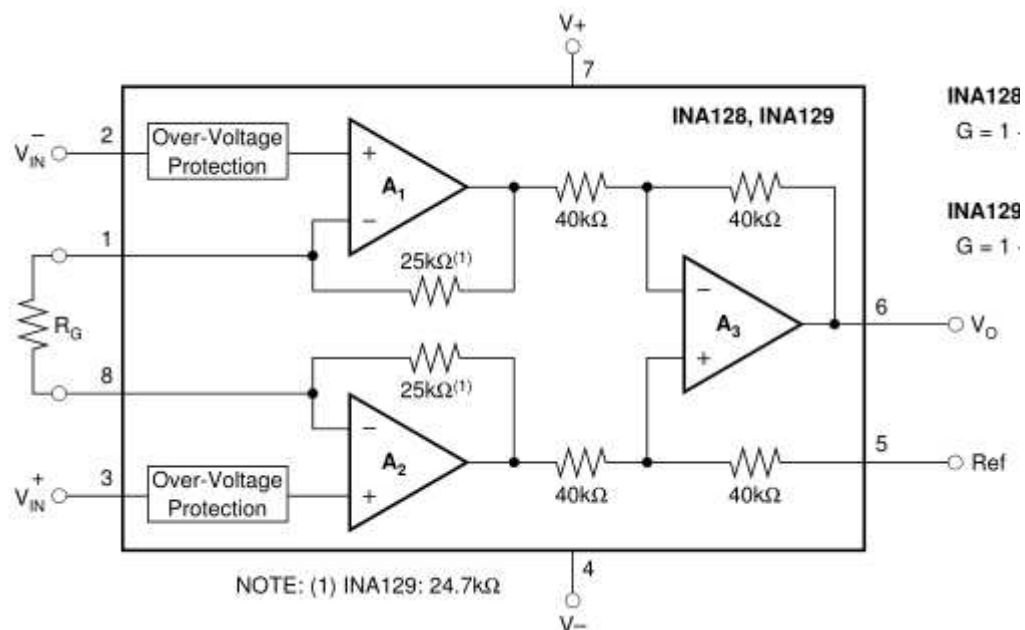 V+
7
INA128, INA129
INA128
G = 1
2
V–IN
Over-Voltage
Protection
+
A1
–
40kΩ
40kΩ
INA129
G = 1
1
25kΩ(1)
RG
–
A3
+
6
VO
8
25kΩ(1)
–
A2
+
5
Ref
3
V+IN
Over-Voltage
Protection
40kΩ
40kΩ
NOTE: (1) INA129: 24.7kΩ
4
V–